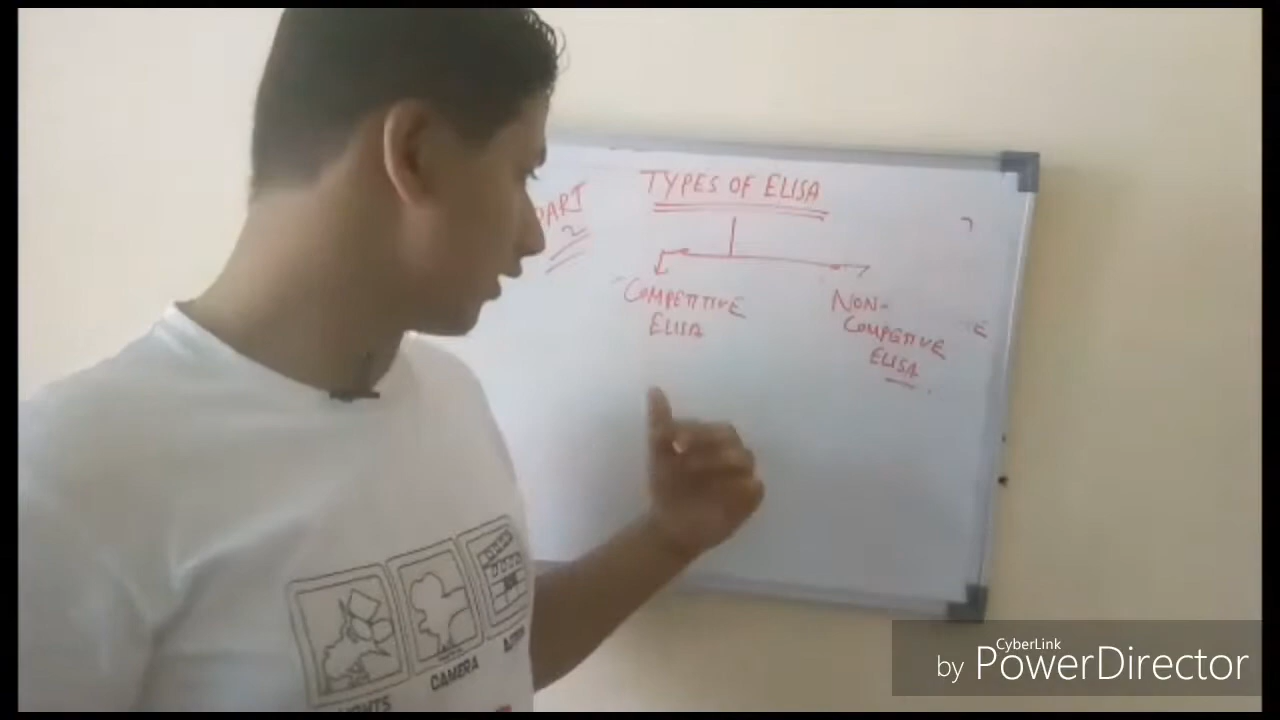 PART
2
TYPES OF ELISA
COMPETITIVE
ELISA
NON-
COMPETITIVE
ELISA
CAMERA
CyberLink
by PowerDirector